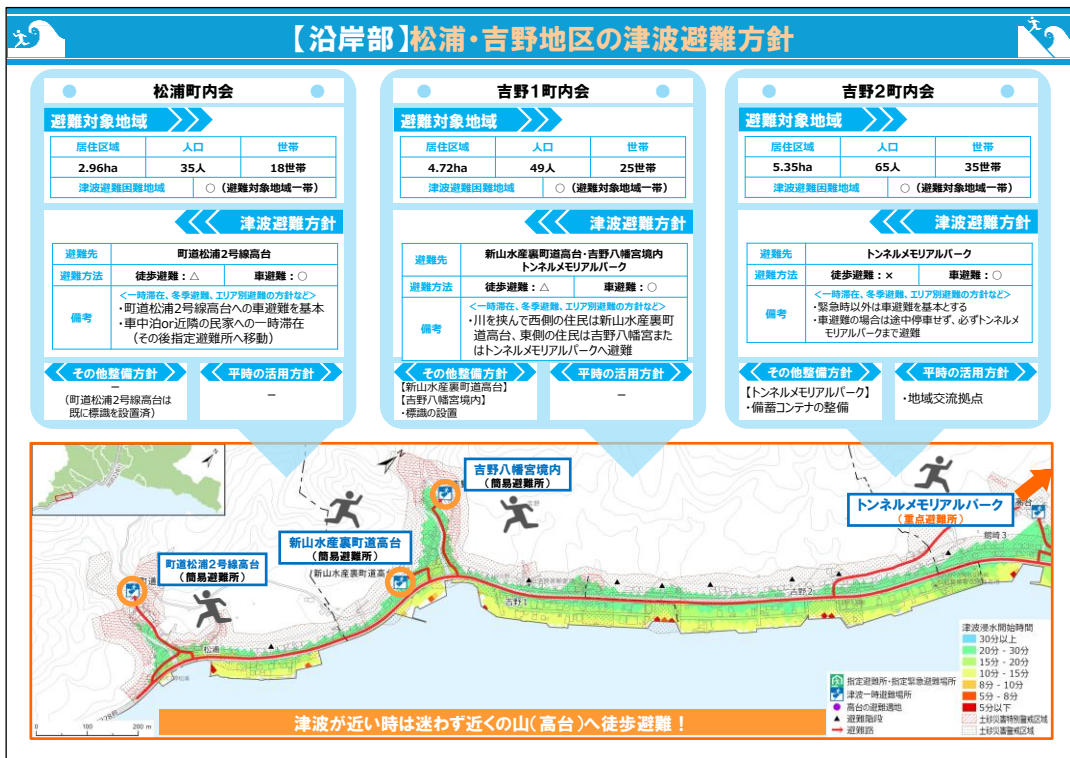 【沿岸部】松浦・吉野地区の津波避難方針
松浦町内会
避難対象地域
居住区域 人口 世帯
2.96ha 35人 18世帯
津波避難困難地域 ○（避難対象地域一帯）
津波避難方針
避難先 町道松浦2号線高台
避難方法 徒歩避難：△ 車避難：○
備考
＜一時滞在、冬季避難、エリア別避難の方針など＞
・町道松浦2号線高台への車避難を基本
・車中泊or近隣の民家への一時滞在
（その後指定避難所へ移動）
その他整備方針
－
（町道松浦2号線高台は
既に標識を設置済）
平時の活用方針
－
吉野1町内会
避難対象地域
居住区域 人口 世帯
4.72ha 49人 25世帯
津波避難困難地域 ○（避難対象地域一帯）
津波避難方針
避難先
新山水産裏町道高台・吉野八幡宮境内
トンネルメモリアルパーク
避難方法 徒歩避難：△ 車避難：○
備考
＜一時滞在、冬季避難、エリア別避難の方針など＞
・川を挟んで西側の住民は新山水産裏町
道高台、東側の住民は吉野八幡宮また
はトンネルメモリアルパークへ避難
その他整備方針
【新山水産裏町道高台】
【吉野八幡宮境内】
・標識の設置
平時の活用方針
－
吉野2町内会
避難対象地域
居住区域 人口 世帯
5.35ha 65人 35世帯
津波避難困難地域 ○（避難対象地域一帯）
津波避難方針
避難先 トンネルメモリアルパーク
避難方法 徒歩避難：× 車避難：○
備考
＜一時滞在、冬季避難、エリア別避難の方針など＞
・緊急時以外は車避難を基本とする
・車避難の場合は途中停車せず、必ずトンネルメ
モリアルパークまで避難
その他整備方針
【トンネルメモリアルパーク】
・備蓄コンテナの整備
平時の活用方針
・地域交流拠点
吉野八幡宮境内
（簡易避難所）
トンネルメモリアルパーク
（重点避難所）
新山水産裏町道高台
（簡易避難所）
新山水産裏町道高台
町道松浦2号線高台
（簡易避難所）
町道
高台
館崎3
吉野2
吉野1
松浦
278号
0 100 200 m
津波が近い時は迷わず近くの山（高台）へ徒歩避難！
指定避難所・指定緊急避難場所
津波一時避難場所
高台の避難適地
避難階段
避難路
津波浸水開始時間
30分以上
20分 - 30分
15分 - 20分
10分 - 15分
8分 - 10分
5分 - 8分
5分以下
土砂災害特別警戒区域
土砂災害警戒区域